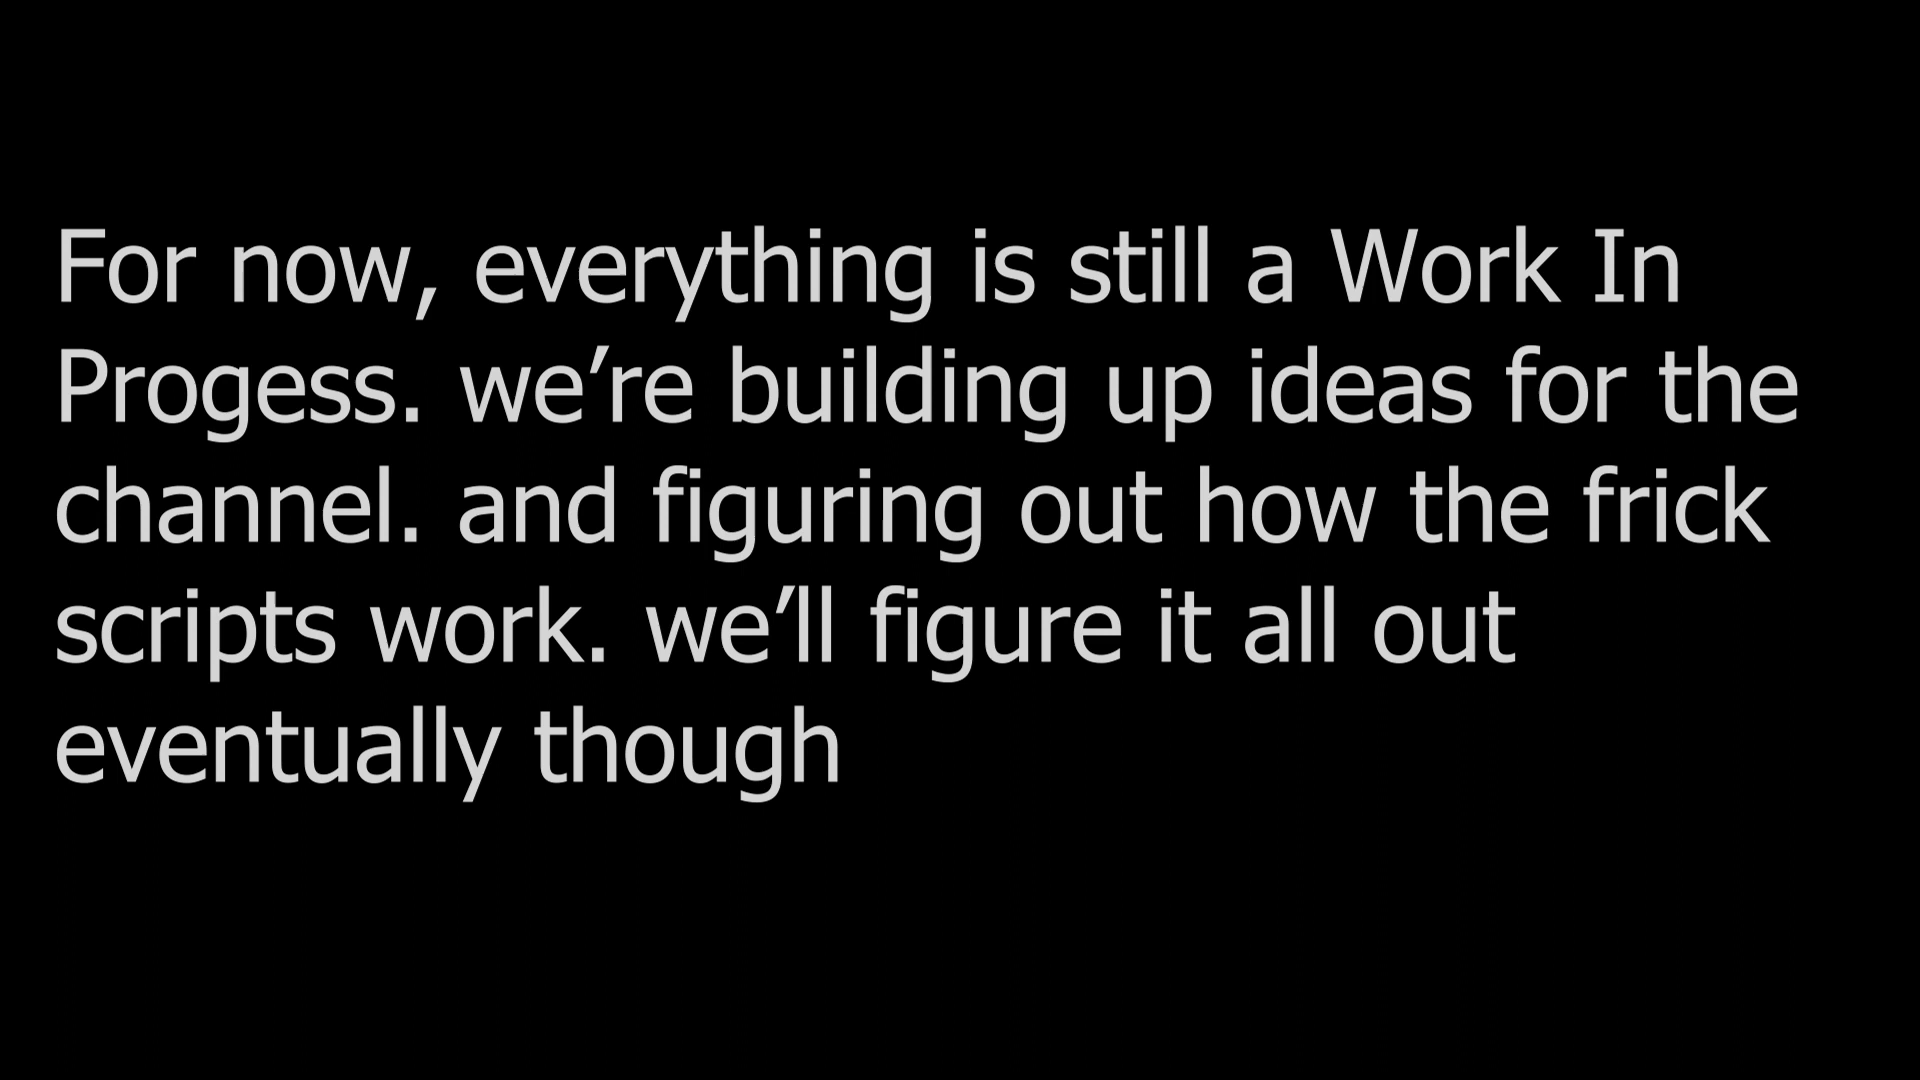 For now, everything is still a Work In
Progess. we’re building up ideas for the
channel. and figuring out how the frick
scripts work. we’ll figure it all out
eventually though